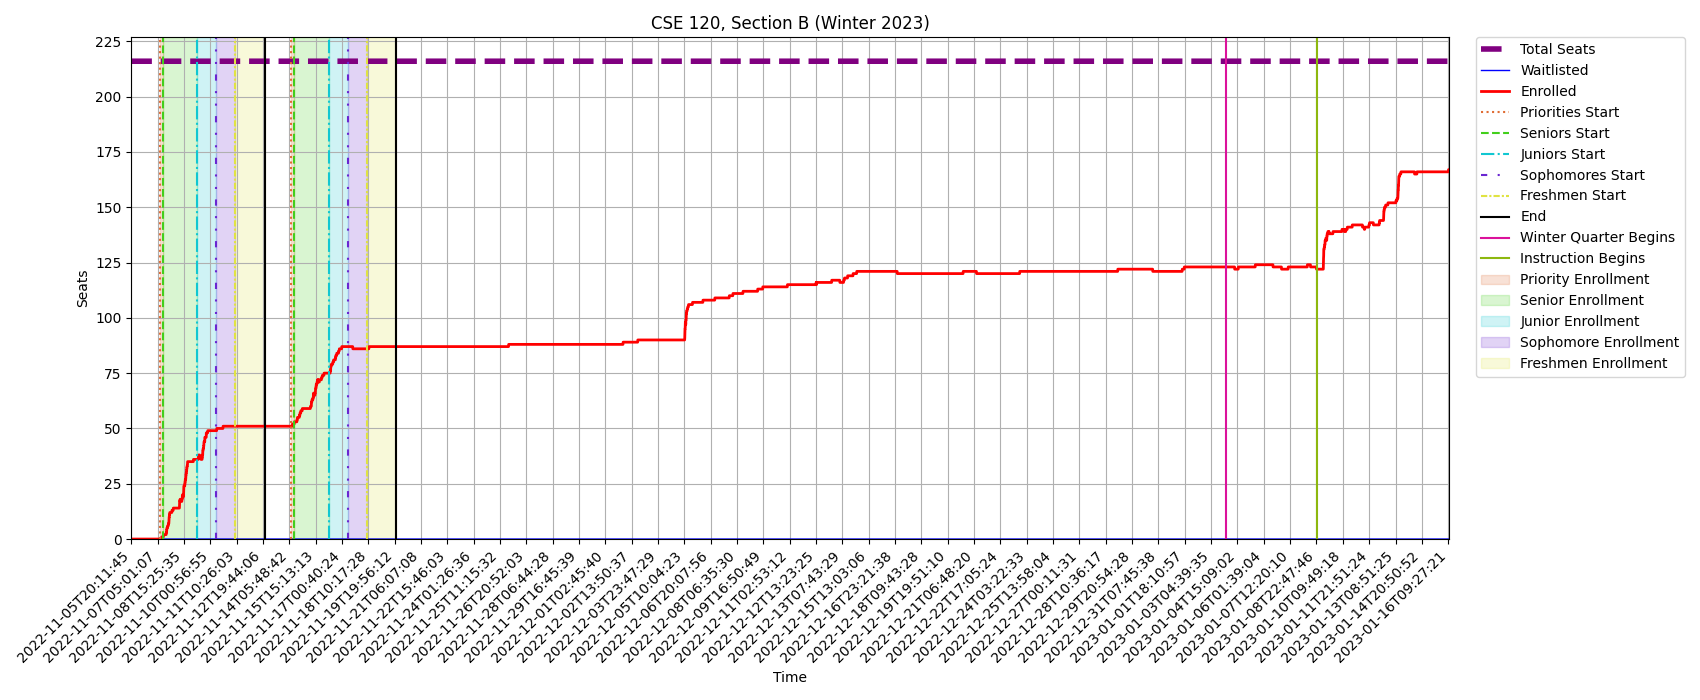 CSE 120, Section B (Winter 2023)
225
200
175
150
125
100
75
50
25
0
Seats
2022-11-05T20:11:45
2022-11-07T05:01:07
2022-11-08T15:25:35
2022-11-10T00:56:55
2022-11-11T10:26:03
2022-11-12T19:44:06
2022-11-14T05:48:42
2022-11-15T15:13:13
2022-11-17T00:40:24
2022-11-18T10:17:28
2022-11-19T19:56:12
2022-11-21T06:07:08
2022-11-22T15:46:03
2022-11-24T01:26:36
2022-11-25T11:15:32
2022-11-26T20:52:03
2022-11-28T06:44:28
2022-11-29T16:45:39
2022-12-01T02:45:40
2022-12-02T13:50:37
2022-12-03T23:47:29
2022-12-05T10:04:23
2022-12-06T20:07:56
2022-12-08T06:35:30
2022-12-09T16:50:49
2022-12-11T02:53:12
2022-12-12T13:23:25
2022-12-13T07:43:29
2022-12-15T13:03:06
2022-12-16T23:21:38
2022-12-18T09:43:28
2022-12-19T19:51:10
2022-12-21T06:48:20
2022-12-22T17:05:24
2022-12-24T03:22:33
2022-12-25T13:58:04
2022-12-27T00:11:31
2022-12-28T10:36:17
2022-12-29T20:54:28
2022-12-31T07:45:38
2023-01-01T18:10:57
2023-01-03T04:39:35
2023-01-04T15:09:02
2023-01-06T01:39:04
2023-01-07T12:20:10
2023-01-08T22:47:46
2023-01-10T09:49:18
2023-01-11T21:51:24
2023-01-13T08:51:25
2023-01-14T20:50:52
2023-01-16T09:27:21
Time
Total Seats
Waitlisted
Enrolled
Priorities Start
Seniors Start
Juniors Start
Sophomores Start
Freshmen Start
End
Winter Quarter Begins
Instruction Begins
Priority Enrollment
Senior Enrollment
Junior Enrollment
Sophomore Enrollment
Freshmen Enrollment